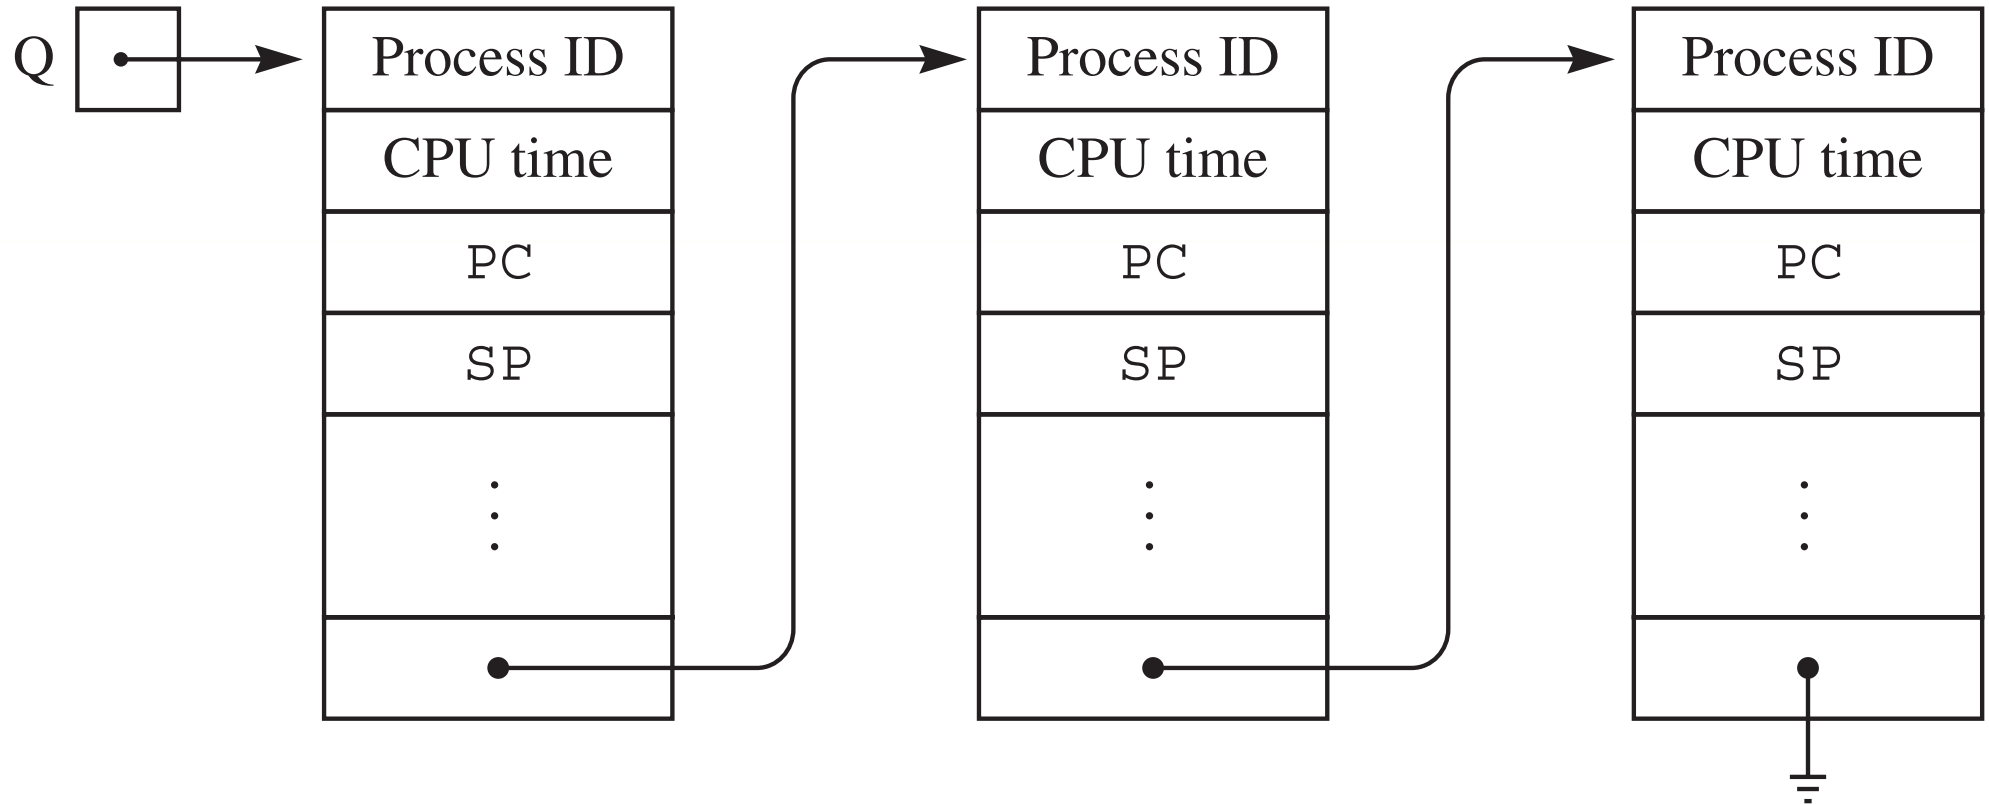 Q
Process ID
CPU time
PC
SP
Process ID
CPU time
PC
SP
Process ID
CPU time
PC
SP